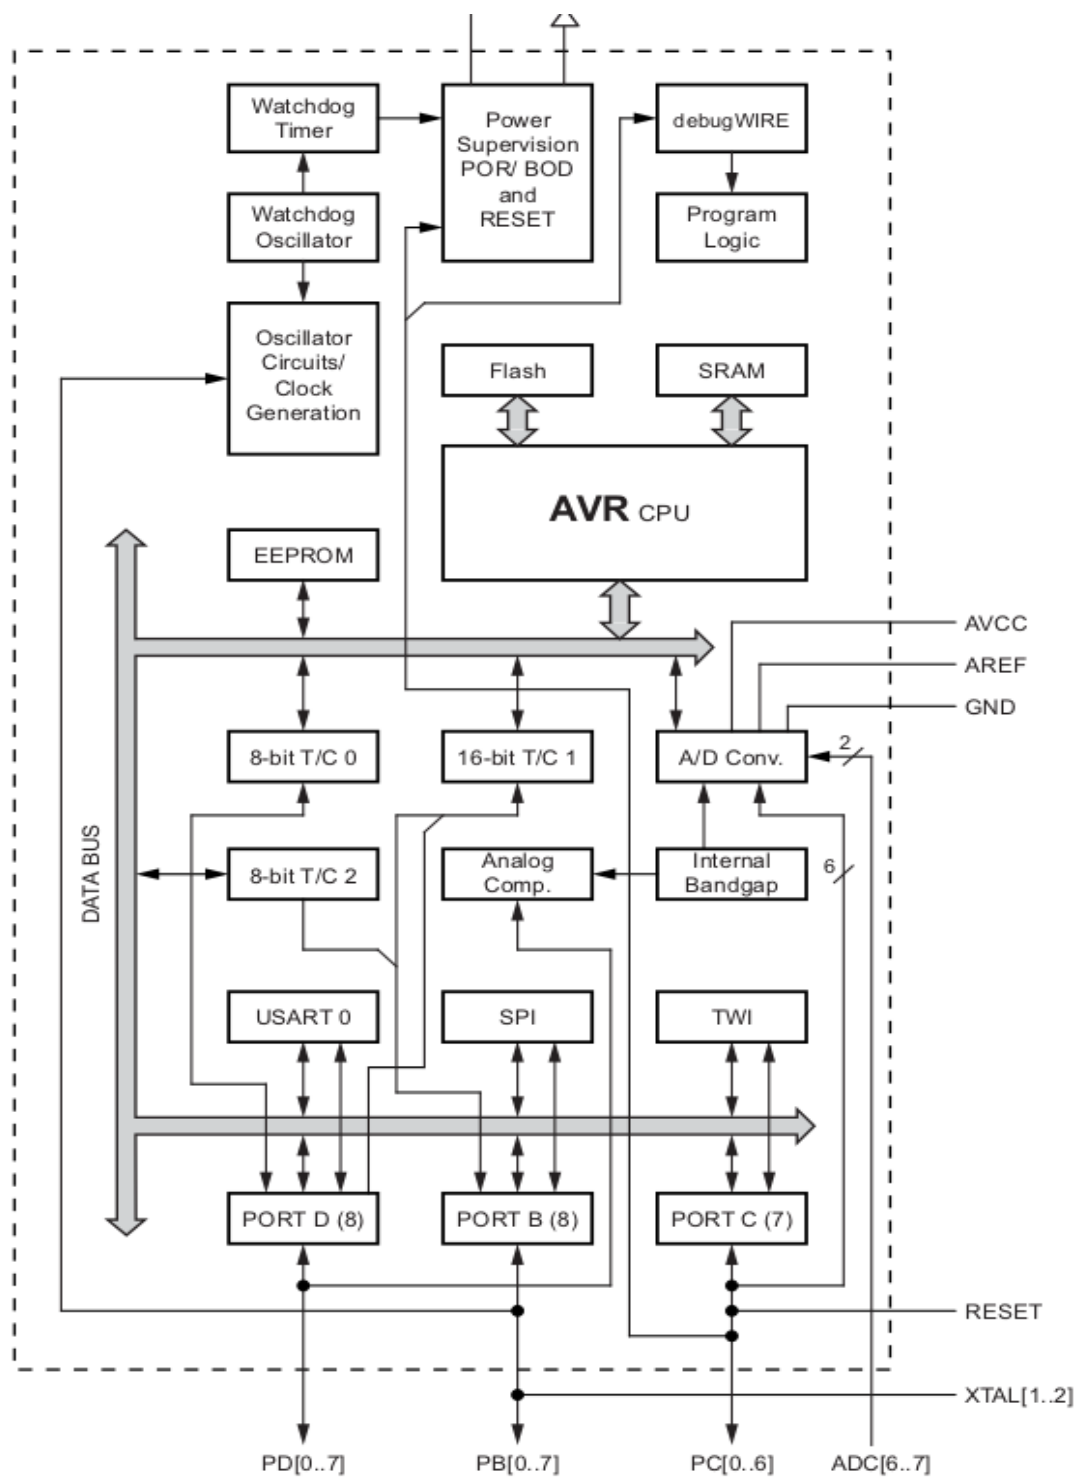 Watchdog
Timer
Power
Supervision
POR/ BOD
and
RESET
debugWIRE
Watchdog
Oscillator
Program
Logic
Oscillator
Circuits/
Clock
Generation
Flash
SRAM
AVR CPU
EEPROM
AVCC
AREF
GND
8-bit T/C 0
16-bit T/C 1
A/D Conv.
2
DATA BUS
8-bit T/C 2
Analog
Comp.
Internal
Bandgap
6
USART 0
SPI
TWI
PORT D (8)
PORT B (8)
PORT C (7)
RESET
XTAL[1..2]
PD[0..7]
PB[0..7]
PC[0..6]
ADC[6..7]